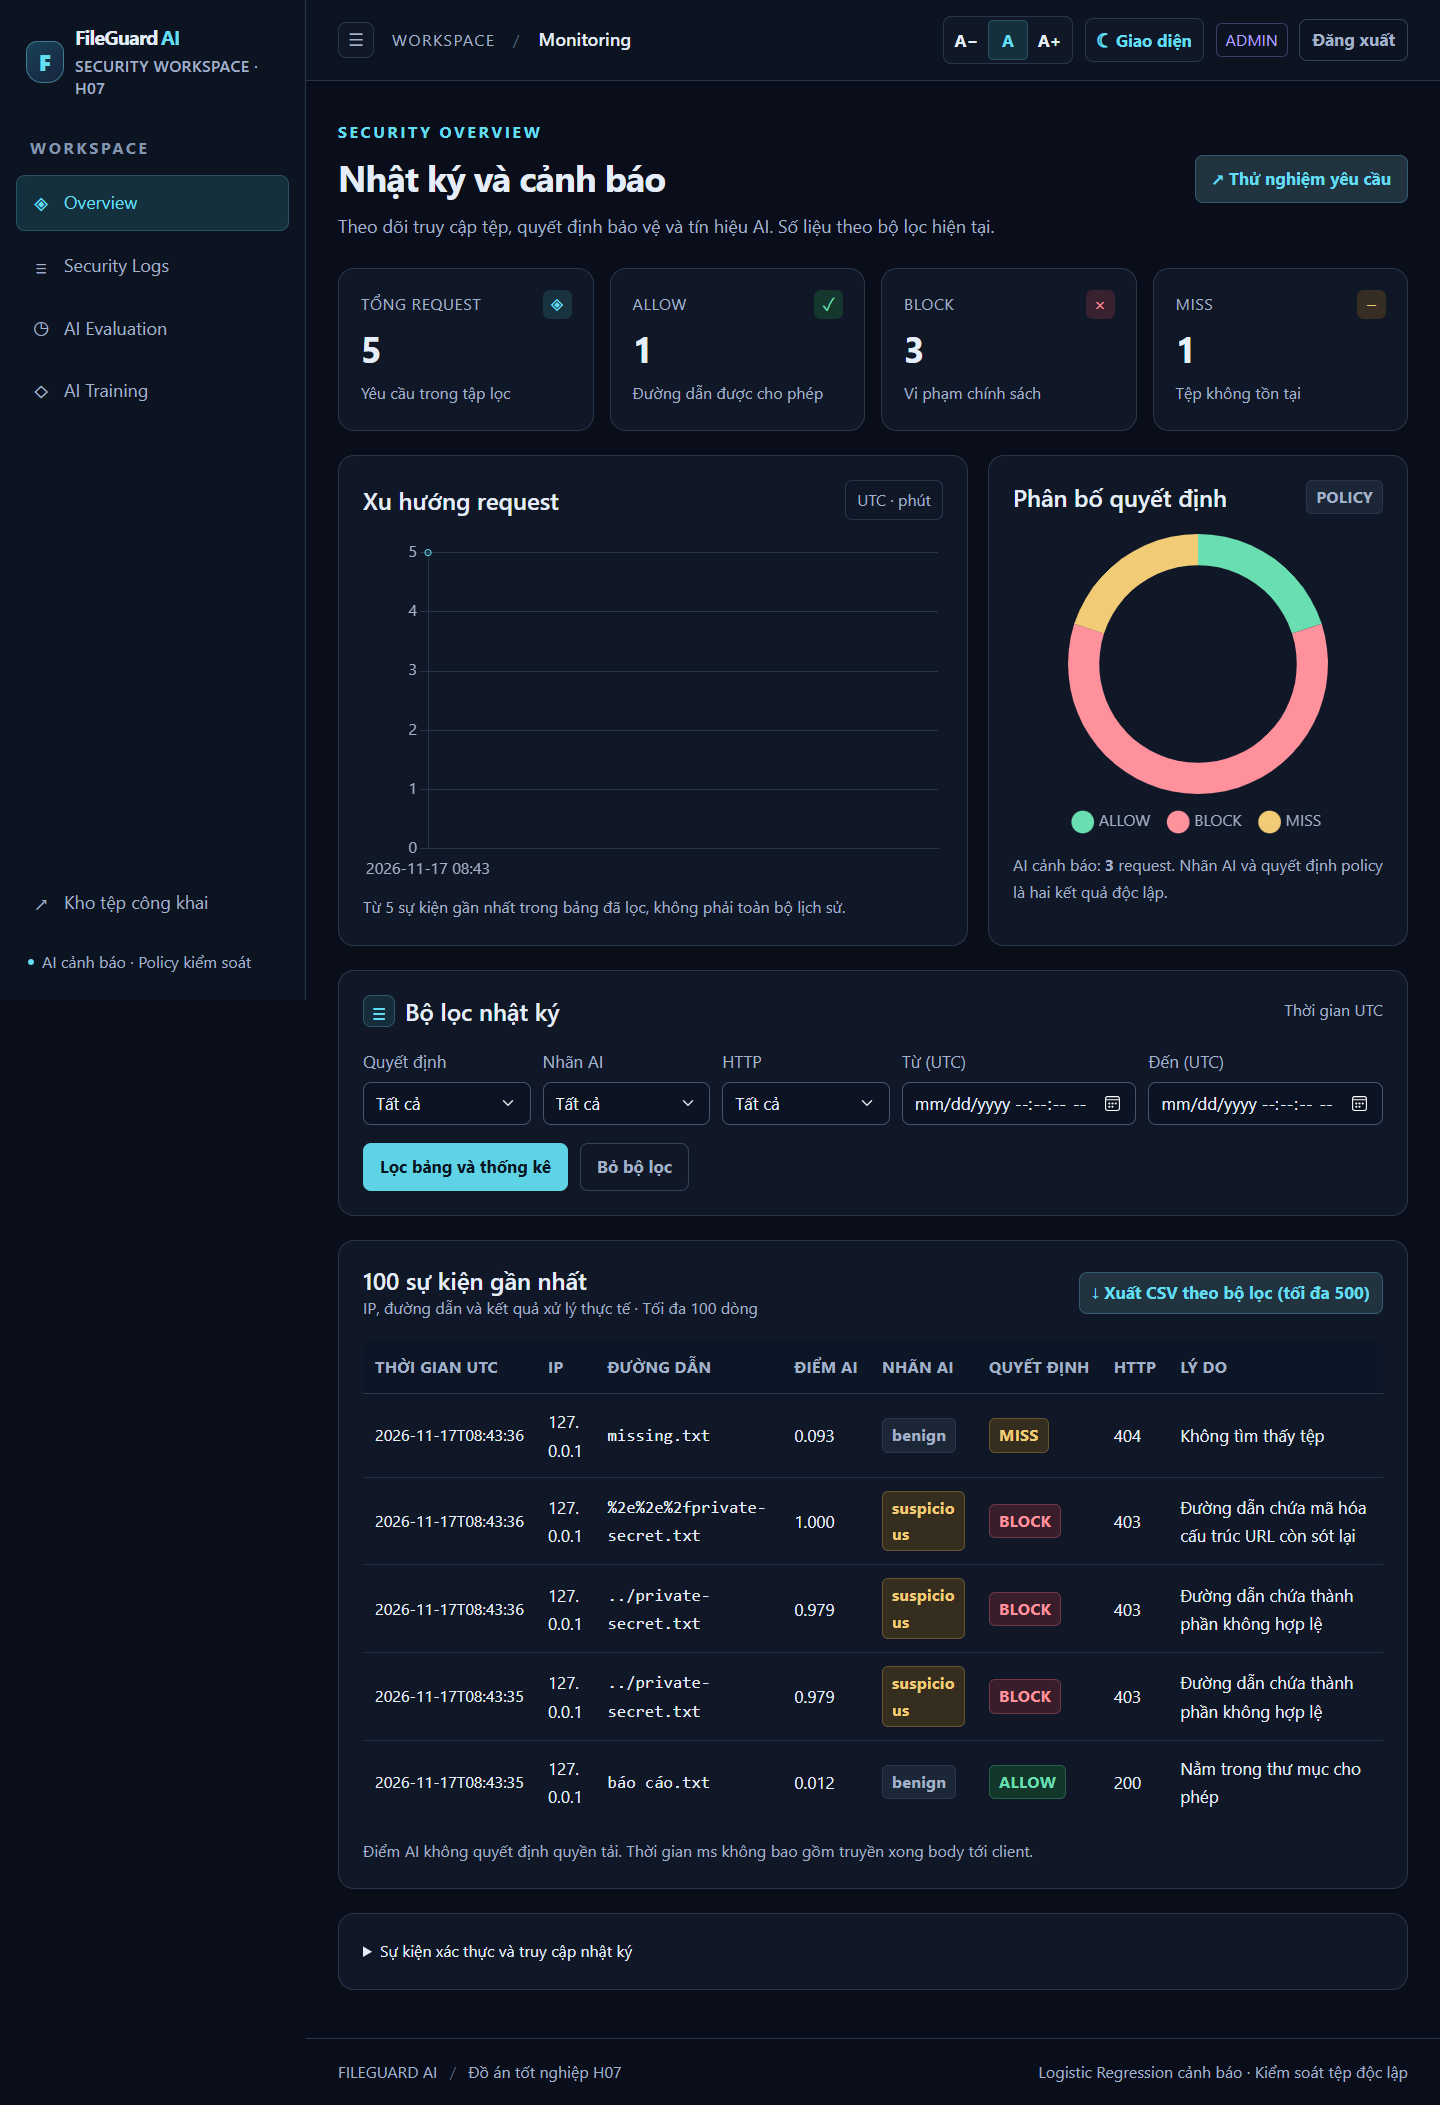 FileGuard AI
SECURITY WORKSPACE ·
H07
F
WORKSPACE
Overview
Security Logs
AI Evaluation
AI Training
Kho tệp công khai
AI cảnh báo · Policy kiểm soát
WORKSPACE / Monitoring
A− A A+
Giao diện
ADMIN
Đăng xuất
SECURITY OVERVIEW
Nhật ký và cảnh báo
↗ Thử nghiệm yêu cầu
Theo dõi truy cập tệp, quyết định bảo vệ và tín hiệu AI. Số liệu theo bộ lọc hiện tại.
TỔNG REQUEST
5
Yêu cầu trong tập lọc
ALLOW
1
Đường dẫn được cho phép
BLOCK
3
Vi phạm chính sách
MISS
1
Tệp không tồn tại
Xu hướng request
UTC · phút
5
4
3
2
1
0
2026-11-17 08:43
Từ 5 sự kiện gần nhất trong bảng đã lọc, không phải toàn bộ lịch sử.
Phân bố quyết định
POLICY
ALLOW BLOCK MISS
AI cảnh báo: 3 request. Nhãn AI và quyết định policy
là hai kết quả độc lập.
Bộ lọc nhật ký
Thời gian UTC
Quyết định Nhãn AI HTTP Từ (UTC) Đến (UTC)
Tất cả Tất cả Tất cả mm/dd/yyyy --:--:-- -- mm/dd/yyyy --:--:-- --
Lọc bảng và thống kê
Bỏ bộ lọc
100 sự kiện gần nhất
IP, đường dẫn và kết quả xử lý thực tế · Tối đa 100 dòng
↓ Xuất CSV theo bộ lọc (tối đa 500)
THỜI GIAN UTC IP ĐƯỜNG DẪN ĐIỂM AI NHÃN AI QUYẾT ĐỊNH HTTP LÝ DO
2026-11-17T08:43:36 127.
0.0.1 missing.txt 0.093 benign MISS 404 Không tìm thấy tệp
2026-11-17T08:43:36 127.
0.0.1 %2e%2e%2fprivate-
secret.txt 1.000 suspicio
us BLOCK 403 Đường dẫn chứa mã hóa
cấu trúc URL còn sót lại
2026-11-17T08:43:36 127.
0.0.1 ../private-
secret.txt 0.979 suspicio
us BLOCK 403 Đường dẫn chứa thành
phần không hợp lệ
2026-11-17T08:43:35 127.
0.0.1 ../private-
secret.txt 0.979 suspicio
us BLOCK 403 Đường dẫn chứa thành
phần không hợp lệ
2026-11-17T08:43:35 127.
0.0.1 báo cáo.txt 0.012 benign ALLOW 200 Nằm trong thư mục cho
phép
Điểm AI không quyết định quyền tải. Thời gian ms không bao gồm truyền xong body tới client.
▶ Sự kiện xác thực và truy cập nhật ký
FILEGUARD AI / Đồ án tốt nghiệp H07
Logistic Regression cảnh báo · Kiểm soát tệp độc lập